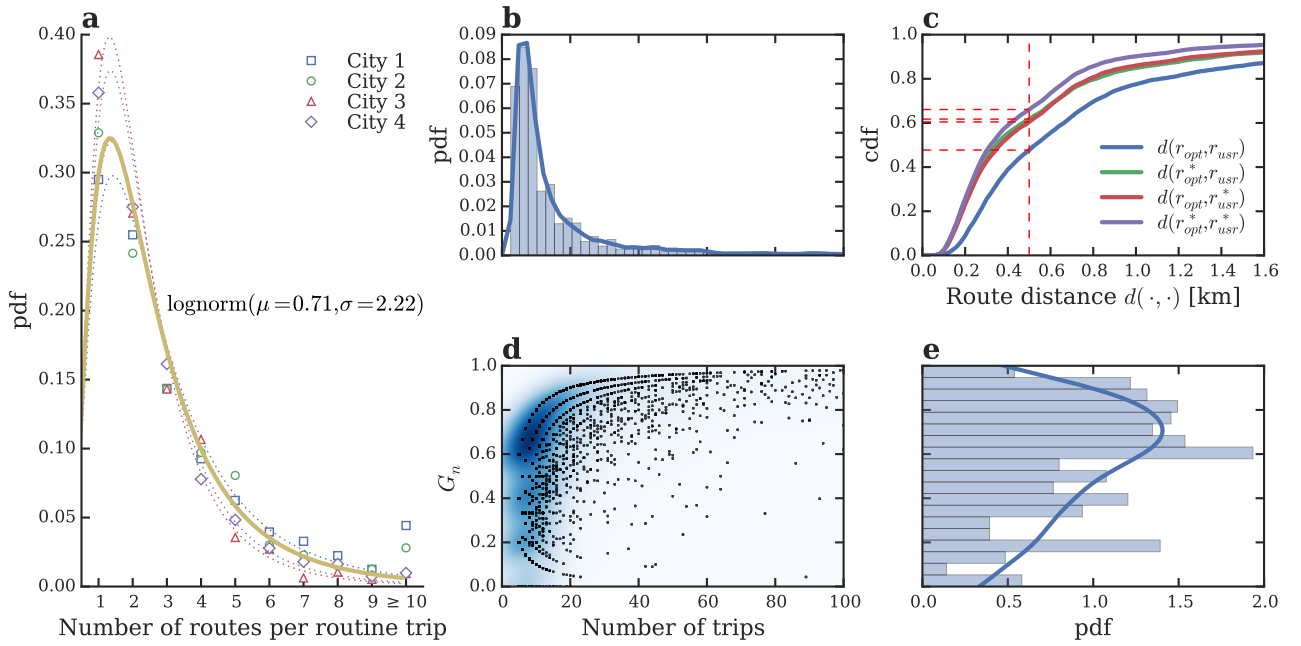 a
0.40
0.35
0.30
0.25
0.20
0.15
0.10
0.05
0.00
pdf
City 1
City 2
City 3
City 4
lognorm(μ=0.71,σ=2.22)
1 2 3 4 5 6 7 8 9 ≥ 10
Number of routes per routine trip
b
0.09
0.08
0.07
0.06
0.05
0.04
0.03
0.02
0.01
0.00
pdf
c
1.0
0.8
0.6
0.4
0.2
0.0
cdf
d(r_opt,r_usr)
d(r*_opt,r_usr)
d(r_opt,r*_usr)
d(r*_opt,r*_usr)
0.0 0.2 0.4 0.6 0.8 1.0 1.2 1.4 1.6
Route distance d(·,·) [km]
d
1.0
0.8
0.6
0.4
0.2
0.0
G_n
0 20 40 60 80 100
Number of trips
e
0.0 0.5 1.0 1.5 2.0
pdf